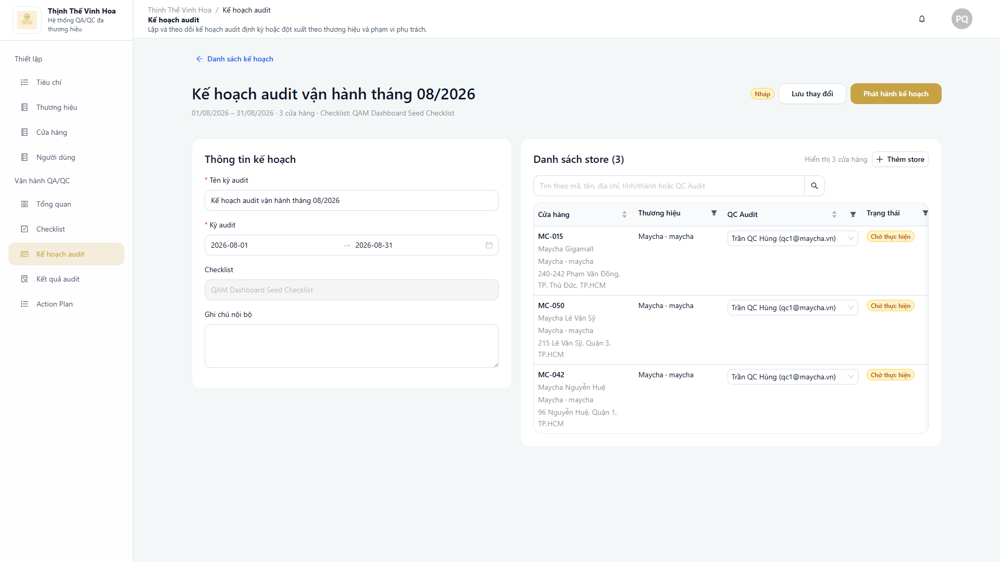 Thịnh Thế Vinh Hoa
Hệ thống QA/QC đa
thương hiệu
Thiết lập
Tiêu chí
Thương hiệu
Cửa hàng
Người dùng
Vận hành QA/QC
Tổng quan
Checklist
Kế hoạch audit
Kết quả audit
Action Plan
Thịnh Thế Vinh Hoa / Kế hoạch audit
Kế hoạch audit
Lập và theo dõi kế hoạch audit định kỳ hoặc đột xuất theo thương hiệu và phạm vi phụ trách.
PQ
Danh sách kế hoạch
Kế hoạch audit vận hành tháng 08/2026
01/08/2026 – 31/08/2026 · 3 cửa hàng · Checklist: QAM Dashboard Seed Checklist
Nháp
Lưu thay đổi
Phát hành kế hoạch
Thông tin kế hoạch
* Tên kỳ audit
Kế hoạch audit vận hành tháng 08/2026
* Kỳ audit
2026-08-01 → 2026-08-31
Checklist
QAM Dashboard Seed Checklist
Ghi chú nội bộ
Danh sách store (3)
Hiển thị 3 cửa hàng
Thêm store
Tìm theo mã, tên, địa chỉ, tỉnh/thành hoặc QC Audit
Cửa hàng Thương hiệu QC Audit Trạng thái
MC-015 Maycha · maycha Trần QC Hùng (qc1@maycha.vn) Chờ thực hiện
Maycha Gigamall
Maycha · maycha
240-242 Phạm Văn Đồng,
TP. Thủ Đức, TP.HCM
MC-050 Maycha · maycha Trần QC Hùng (qc1@maycha.vn) Chờ thực hiện
Maycha Lê Văn Sỹ
Maycha · maycha
215 Lê Văn Sỹ, Quận 3,
TP.HCM
MC-042 Maycha · maycha Trần QC Hùng (qc1@maycha.vn) Chờ thực hiện
Maycha Nguyễn Huệ
Maycha · maycha
96 Nguyễn Huệ, Quận 1,
TP.HCM